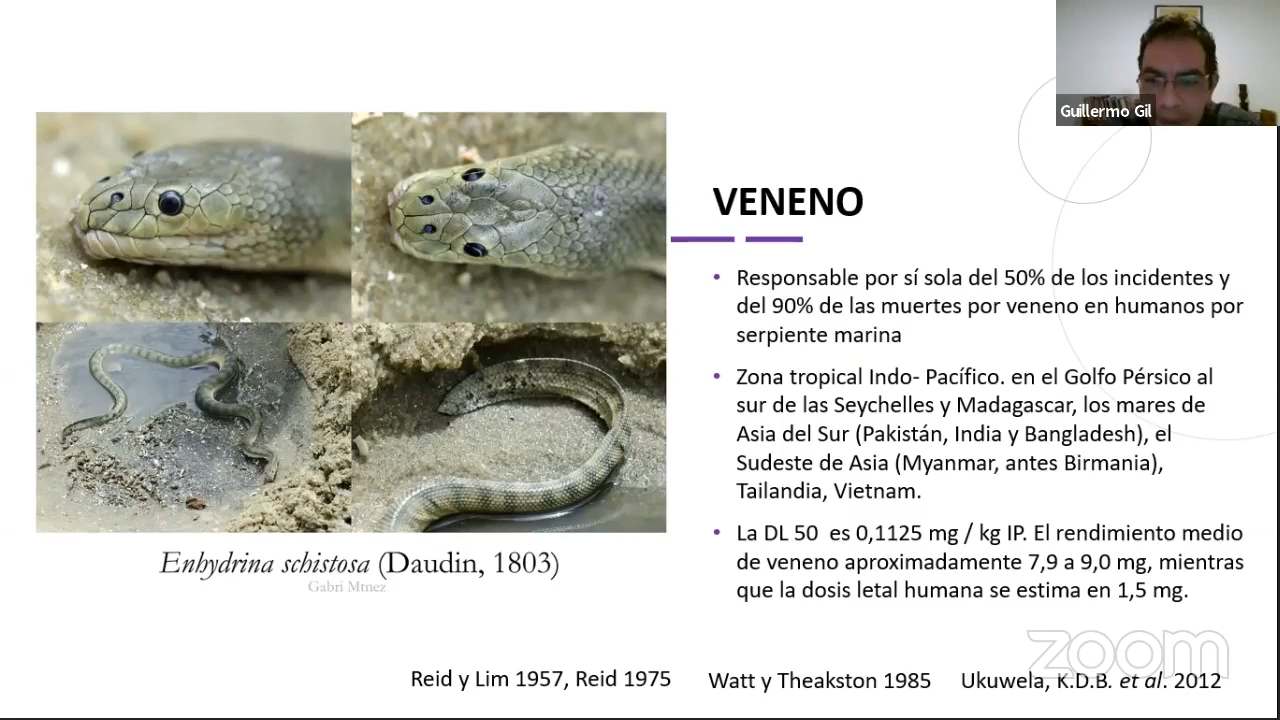 Guillermo Gil
VENENO
• Responsable por sí sola del 50% de los incidentes y
del 90% de las muertes por veneno en humanos por
serpiente marina
• Zona tropical Indo- Pacífico. en el Golfo Pérsico al
sur de las Seychelles y Madagascar, los mares de
Asia del Sur (Pakistán, India y Bangladesh), el
Sudeste de Asia (Myanmar, antes Birmania),
Tailandia, Vietnam.
• La DL 50 es 0,1125 mg / kg IP. El rendimiento medio
de veneno aproximadamente 7,9 a 9,0 mg, mientras
que la dosis letal humana se estima en 1,5 mg.
Enhydrina schistosa (Daudin, 1803)
Gabri Mtnez
zoom
Reid y Lim 1957, Reid 1975 Watt y Theakston 1985 Ukuwela, K.D.B. et al. 2012